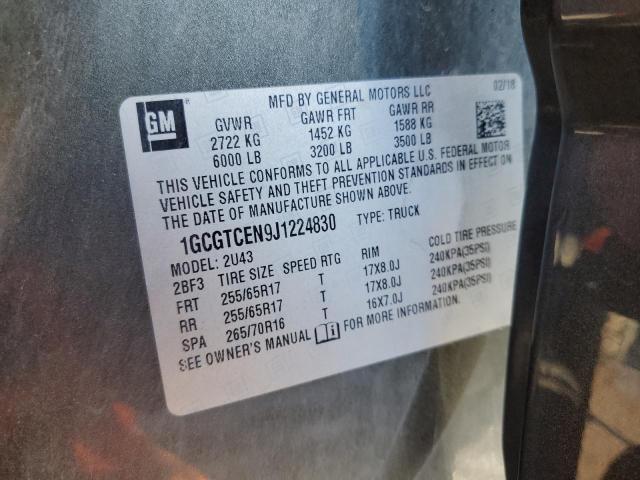 GM
MFD BY GENERAL MOTORS LLC 02/18
GVWR GAWR FRT GAWR RR
2722 KG 1452 KG 1588 KG
6000 LB 3200 LB 3500 LB
THIS VEHICLE CONFORMS TO ALL APPLICABLE U.S. FEDERAL MOTOR
VEHICLE SAFETY AND THEFT PREVENTION STANDARDS IN EFFECT ON
THE DATE OF MANUFACTURE SHOWN ABOVE.
1GCGTCEN9J1224830 TYPE: TRUCK
MODEL: 2U43
2BF3 TIRE SIZE SPEED RTG RIM COLD TIRE PRESSURE
FRT 255/65R17 T 17X8.0J 240KPA(35PSI)
RR 255/65R17 T 17X8.0J 240KPA(35PSI)
SPA 265/70R16 T 16X7.0J 240KPA(35PSI)
SEE OWNER'S MANUAL FOR MORE INFORMATION.